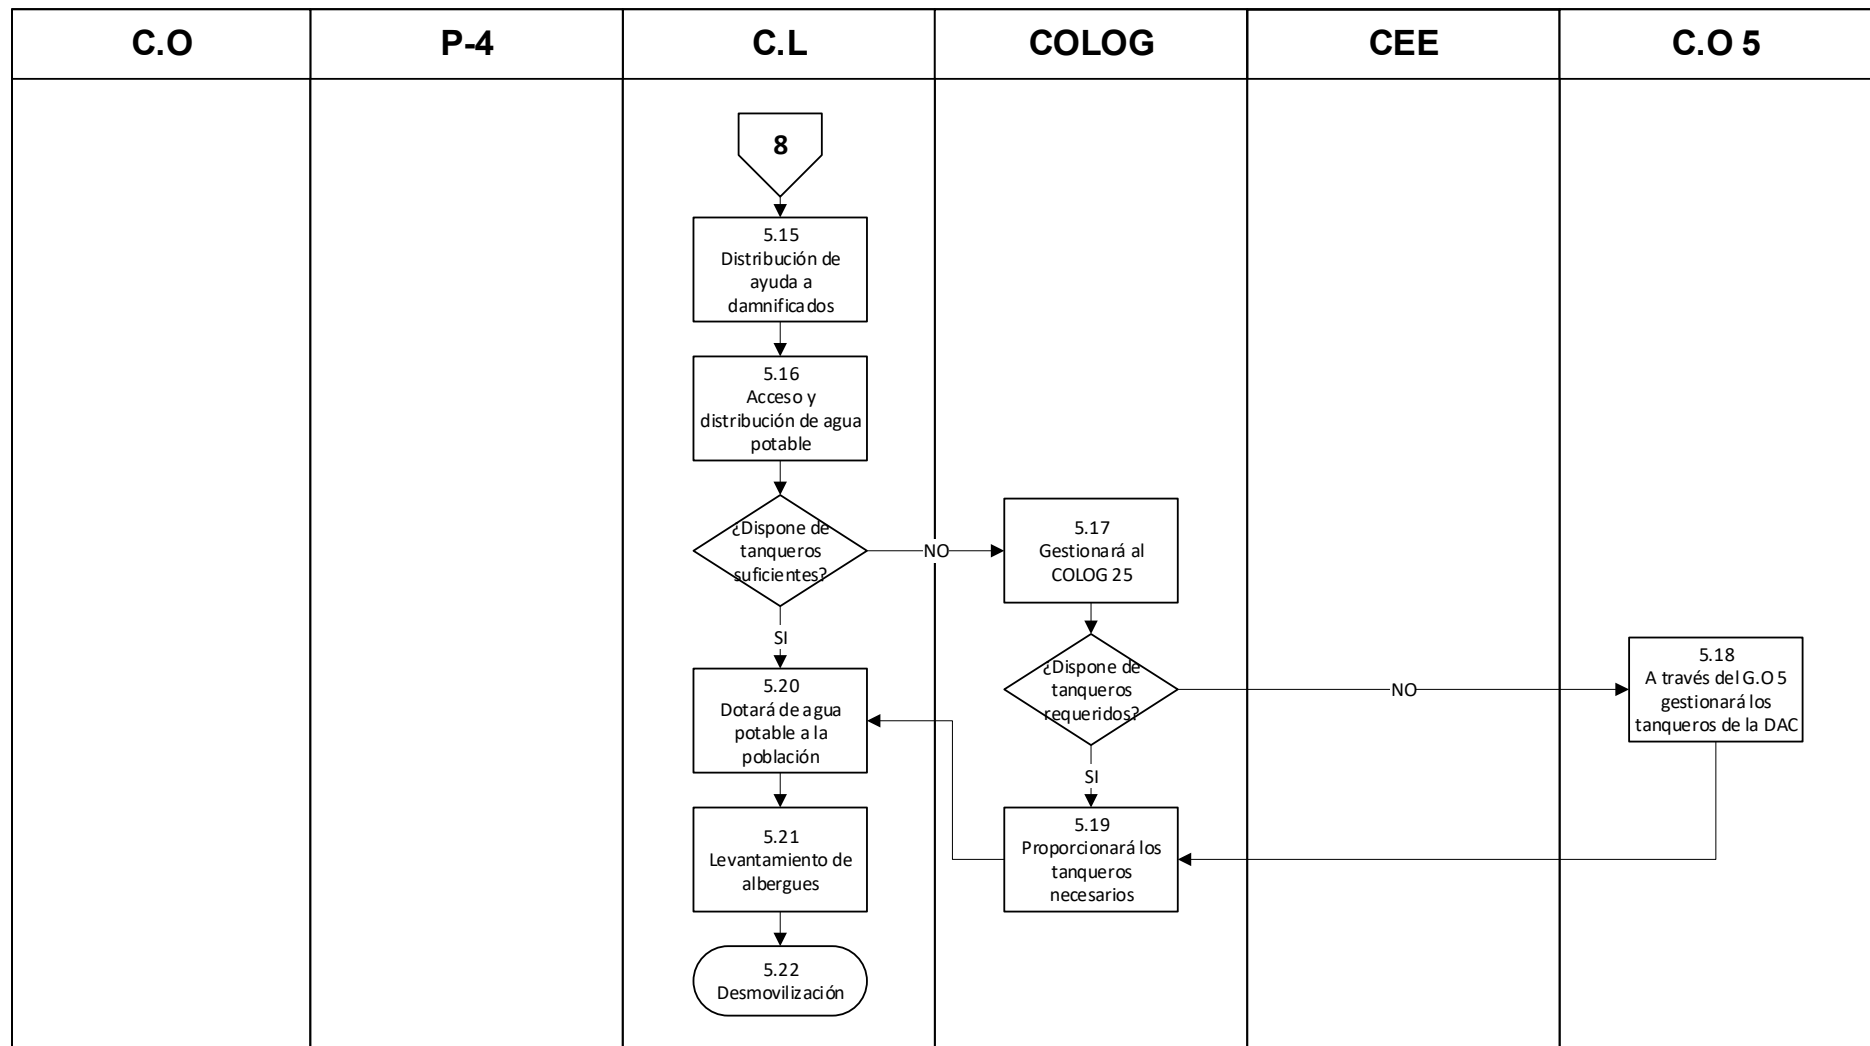 C.O
P-4
C.L
COLOG
CEE
C.O 5
8
5.15
Distribución de
ayuda a
damnificados
5.16
Acceso y
distribución de agua
potable
¿Dispone de
tanqueros
suficientes?
NO
5.17
Gestionará al
COLOG 25
SI
¿Dispone de
tanqueros
requeridos?
NO
5.18
A través del G.O 5
gestionará los
tanqueros de la DAC
5.20
Dotará de agua
potable a la
población
SI
5.19
Proporcionará los
tanqueros
necesarios
5.21
Levantamiento de
albergues
5.22
Desmovilización